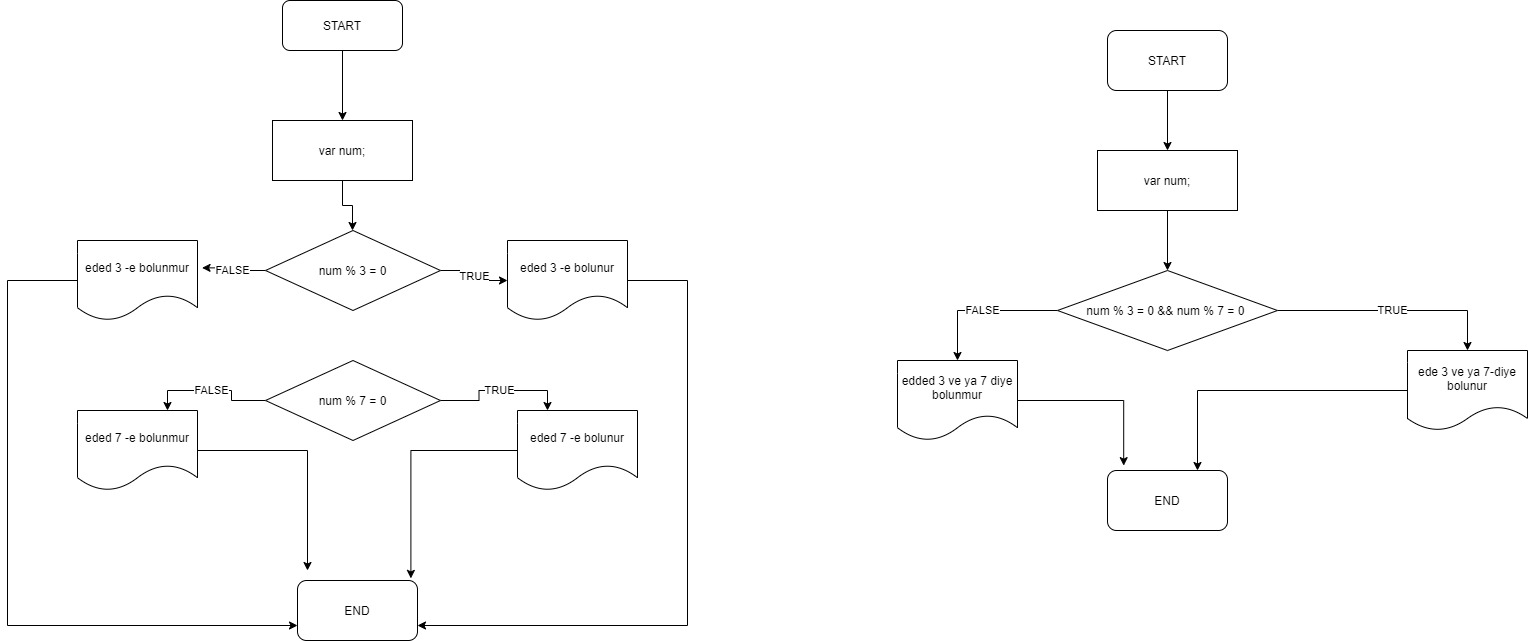 START
var num;
num % 3 = 0
FALSE
TRUE
eded 3 -e bolunmur
eded 3 -e bolunur
num % 7 = 0
FALSE
TRUE
eded 7 -e bolunmur
eded 7 -e bolunur
END
START
var num;
num % 3 = 0 && num % 7 = 0
FALSE
TRUE
edded 3 ve ya 7 diye
bolunmur
ede 3 ve ya 7-diye
bolunur
END